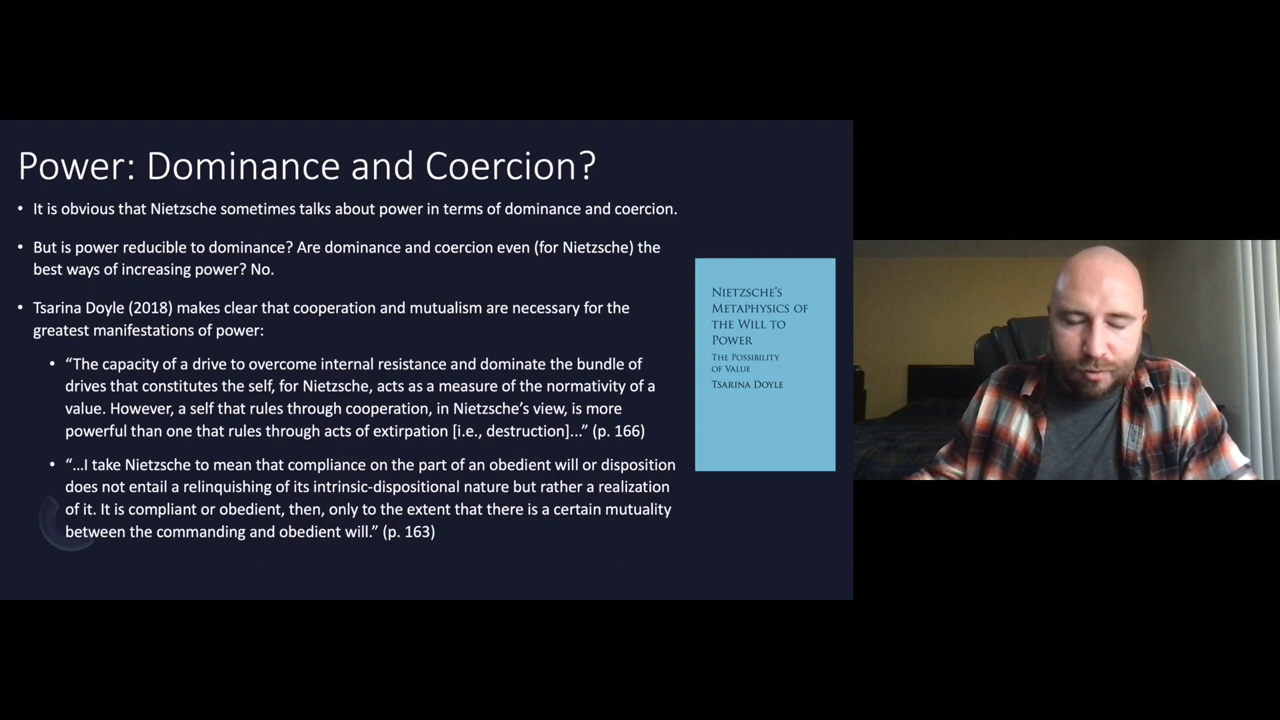 Power: Dominance and Coercion?
• It is obvious that Nietzsche sometimes talks about power in terms of dominance and coercion.
• But is power reducible to dominance? Are dominance and coercion even (for Nietzsche) the
best ways of increasing power? No.
• Tsarina Doyle (2018) makes clear that cooperation and mutualism are necessary for the
greatest manifestations of power:
• “The capacity of a drive to overcome internal resistance and dominate the bundle of
drives that constitutes the self, for Nietzsche, acts as a measure of the normativity of a
value. However, a self that rules through cooperation, in Nietzsche’s view, is more
powerful than one that rules through acts of extirpation [i.e., destruction]...” (p. 166)
• “...I take Nietzsche to mean that compliance on the part of an obedient will or disposition
does not entail a relinquishing of its intrinsic-dispositional nature but rather a realization
of it. It is compliant or obedient, then, only to the extent that there is a certain mutuality
between the commanding and obedient will.” (p. 163)
Nietzsche’s
Metaphysics of
the Will to
Power
The Possibility
of Value
Tsarina Doyle